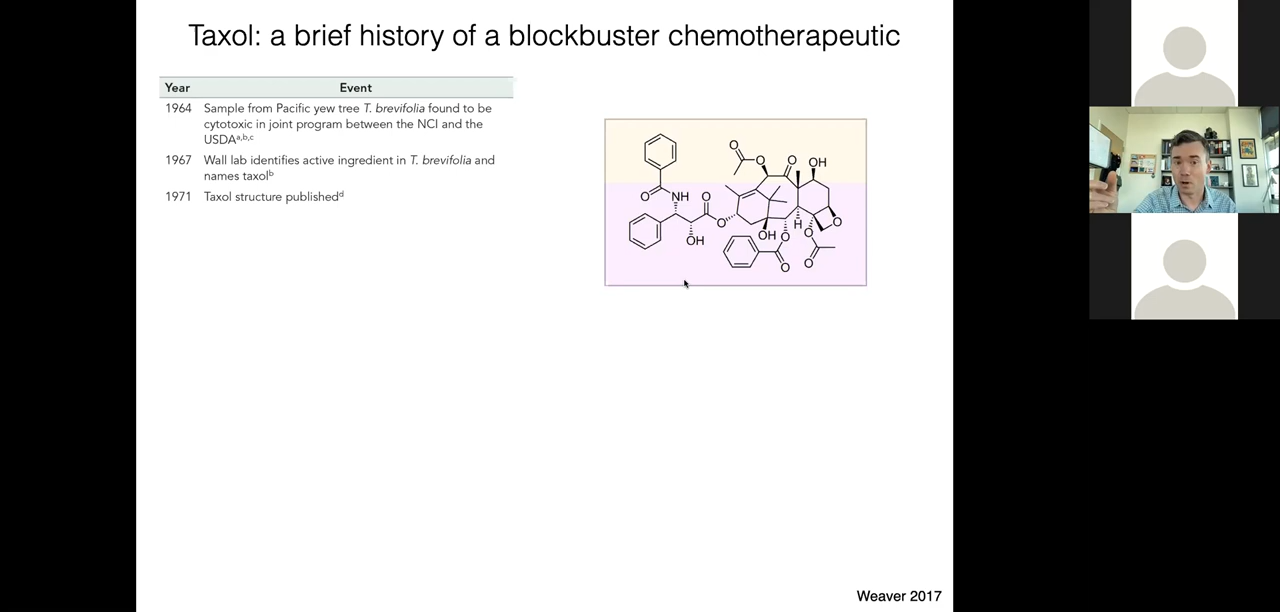 Taxol: a brief history of a blockbuster chemotherapeutic
Year Event
1964 Sample from Pacific yew tree T. brevifolia found to be
cytotoxic in joint program between the NCI and the
USDAa,b,c
1967 Wall lab identifies active ingredient in T. brevifolia and
names taxolb
1971 Taxol structure publishedd
O
O
O
OH
O
NH
O
O
OH
OH
O
H
O
O
O
O
Weaver 2017